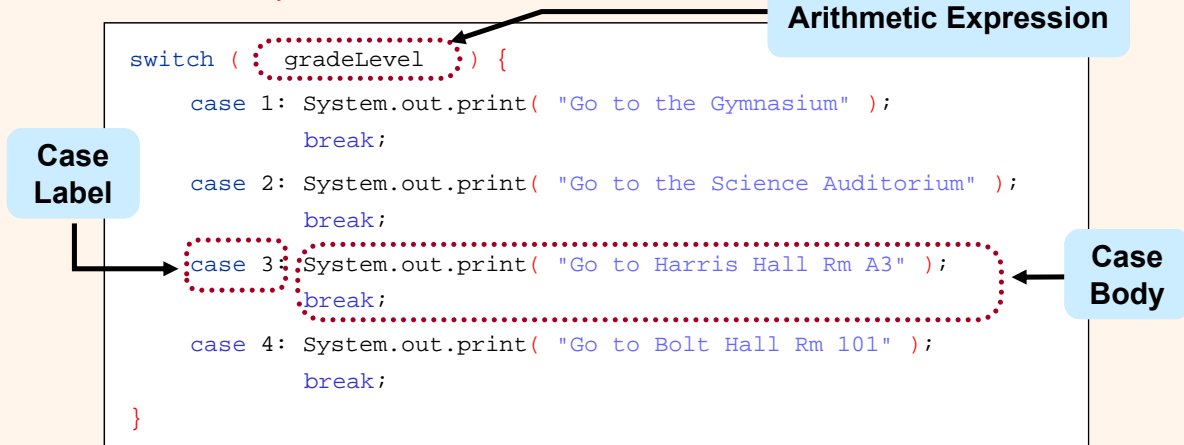 Arithmetic Expression
switch ( gradeLevel ) {
case 1: System.out.print( "Go to the Gymnasium" );
break;
Case
Label
case 2: System.out.print( "Go to the Science Auditorium" );
break;
case 3: System.out.print( "Go to Harris Hall Rm A3" );
break;
Case
Body
case 4: System.out.print( "Go to Bolt Hall Rm 101" );
break;
}